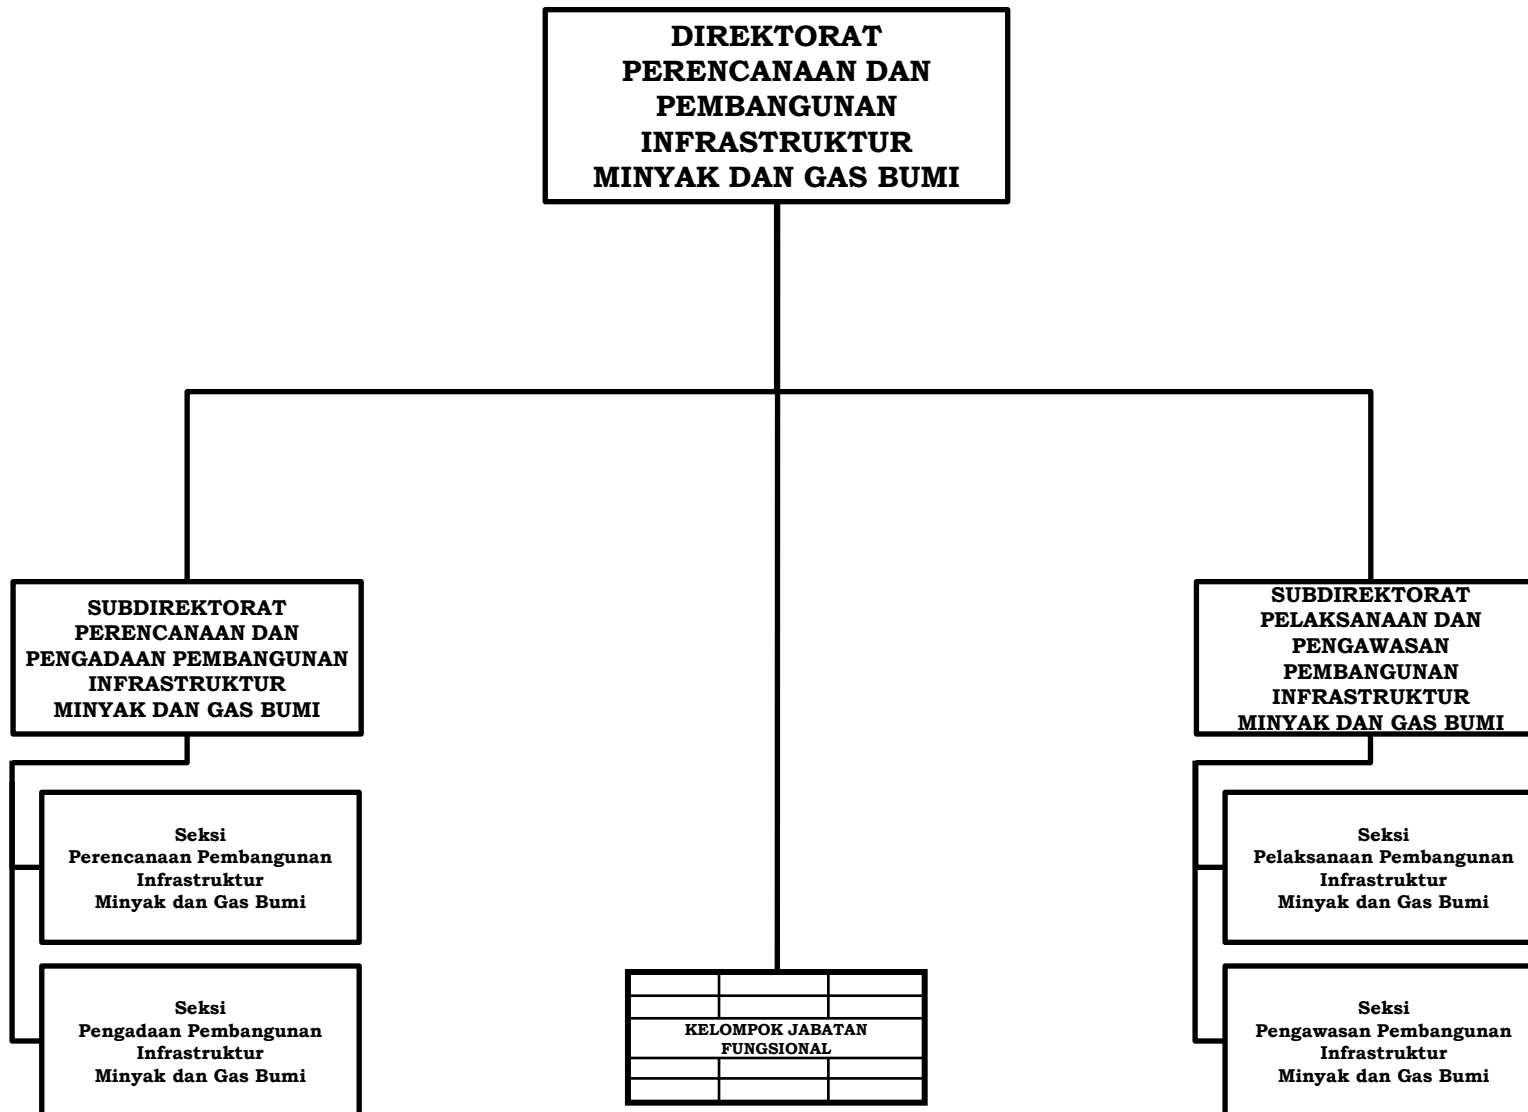 DIREKTORAT
PERENCANAAN DAN
PEMBANGUNAN
INFRASTRUKTUR
MINYAK DAN GAS BUMI
SUBDIREKTORAT
PERENCANAAN DAN
PENGADAAN PEMBANGUNAN
INFRASTRUKTUR
MINYAK DAN GAS BUMI
SUBDIREKTORAT
PELAKSANAAN DAN
PENGAWASAN
PEMBANGUNAN
INFRASTRUKTUR
MINYAK DAN GAS BUMI
Seksi
Perencanaan Pembangunan
Infrastruktur
Minyak dan Gas Bumi
Seksi
Pelaksanaan Pembangunan
Infrastruktur
Minyak dan Gas Bumi
Seksi
Pengadaan Pembangunan
Infrastruktur
Minyak dan Gas Bumi
KELOMPOK JABATAN
FUNGSIONAL
Seksi
Pengawasan Pembangunan
Infrastruktur
Minyak dan Gas Bumi